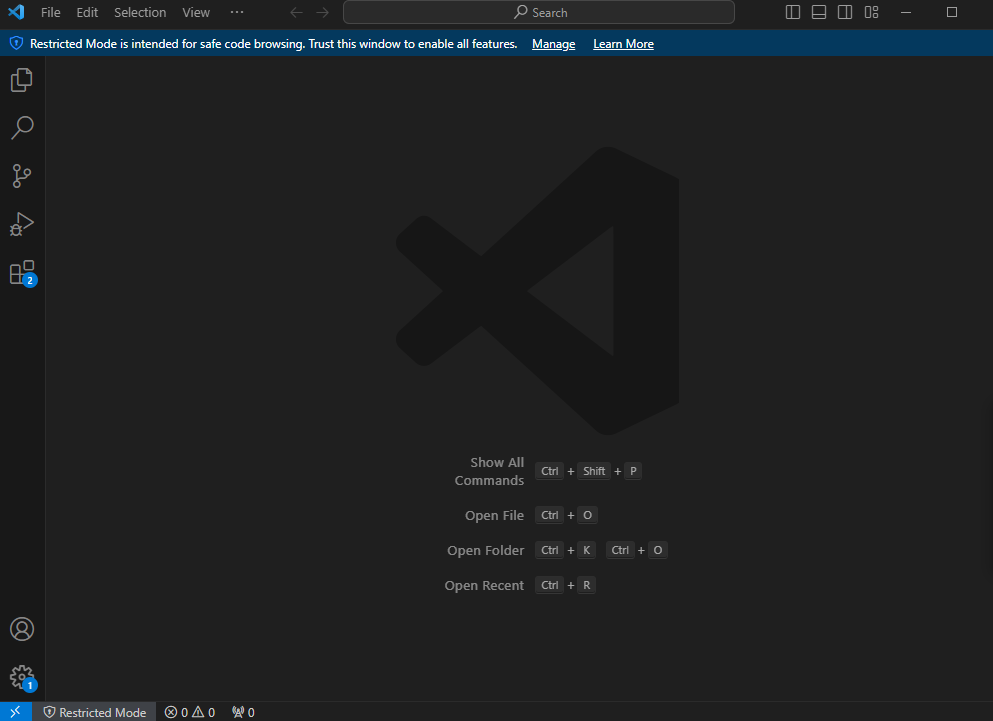 File Edit Selection View ··· Search
Restricted Mode is intended for safe code browsing. Trust this window to enable all features. Manage Learn More
2
Show All
Commands Ctrl + Shift + P
Open File Ctrl + O
Open Folder Ctrl + K Ctrl + O
Open Recent Ctrl + R
1
Restricted Mode 0 0 0